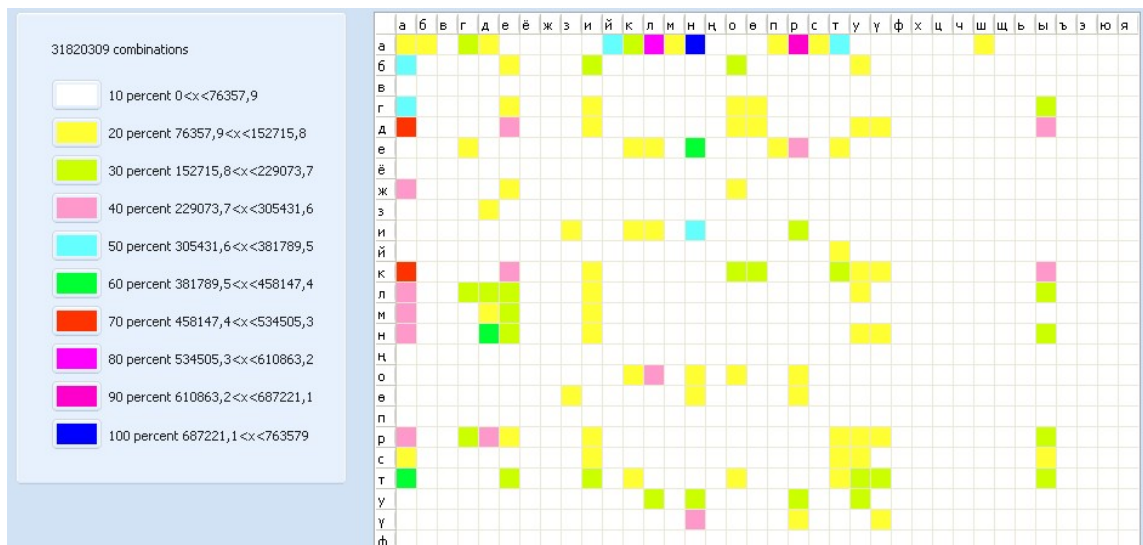 31820309 combinations
10 percent 0<x<76357,9
20 percent 76357,9<x<152715,8
30 percent 152715,8<x<229073,7
40 percent 229073,7<x<305431,6
50 percent 305431,6<x<381789,5
60 percent 381789,5<x<458147,4
70 percent 458147,4<x<534505,3
80 percent 534505,3<x<610863,2
90 percent 610863,2<x<687221,1
100 percent 687221,1<x<763579
а б в г д е ё ж з и й к л м н ң о ө п р с т у ү ф х ц ч ш щ ь ы ъ э ю я
а
б
в
г
д
е
ё
ж
з
и
й
к
л
м
н
ң
о
ө
п
р
с
т
у
ү
ф